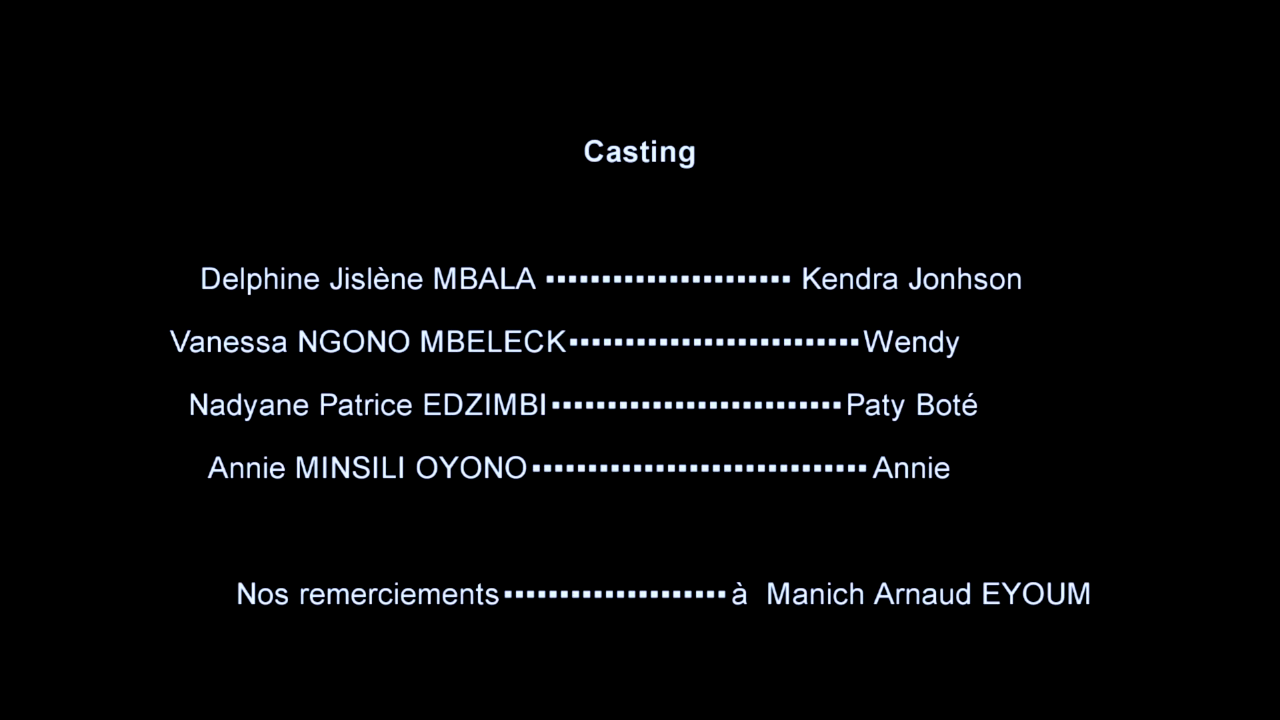 Casting
Delphine Jislène MBALA ...................... Kendra Jonhson
Vanessa NGONO MBELECK..........................Wendy
Nadyane Patrice EDZIMBI..........................Paty Boté
Annie MINSILI OYONO..............................Annie
Nos remerciements....................à Manich Arnaud EYOUM